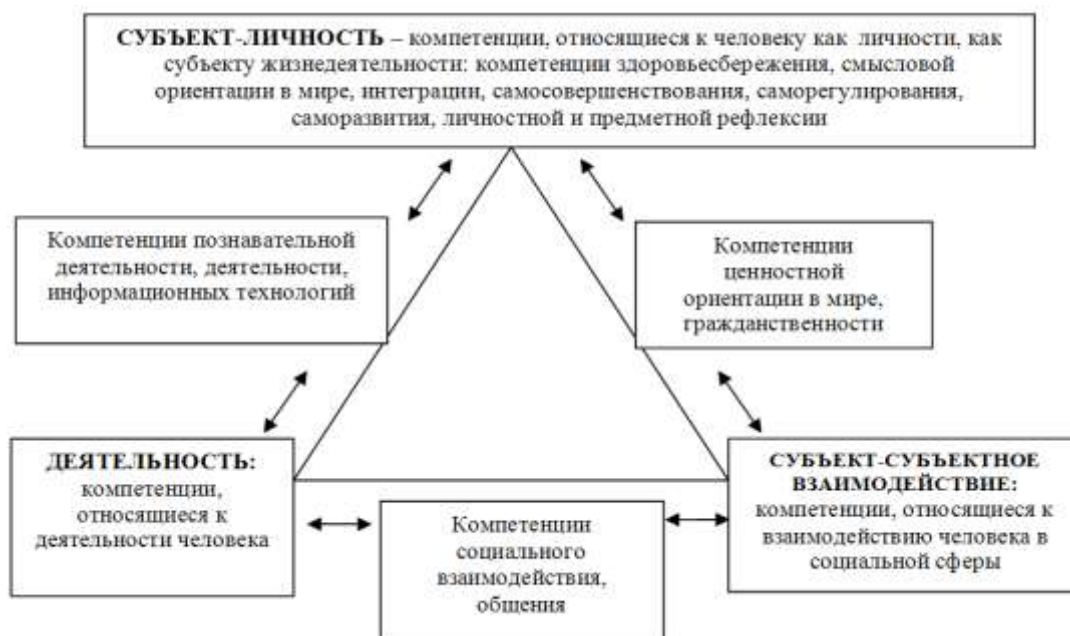 СУБЪЕКТ-ЛИЧНОСТЬ – компетенции, относящиеся к человеку как личности, как
субъекту жизнедеятельности: компетенции здоровьесбережения, смысловой
ориентации в мире, интеграции, самосовершенствования, саморегулирования,
саморазвития, личностной и предметной рефлексии
Компетенции познавательной
деятельности, деятельности,
информационных технологий
Компетенции
ценностной
ориентации в мире,
гражданственности
ДЕЯТЕЛЬНОСТЬ:
компетенции,
относящиеся к
деятельности человека
Компетенции
социального
взаимодействия,
общения
СУБЪЕКТ-СУБЪЕКТНОЕ
ВЗАИМОДЕЙСТВИЕ:
компетенции, относящиеся к
взаимодействию человека в
социальной сферы